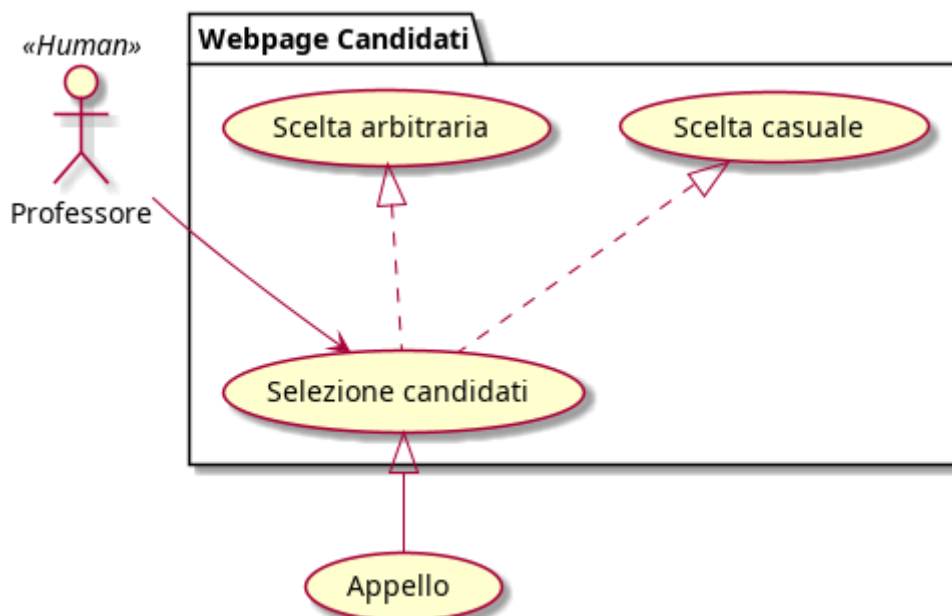 «Human»
Professore
Webpage Candidati
Scelta arbitraria
Scelta casuale
Selezione candidati
Appello